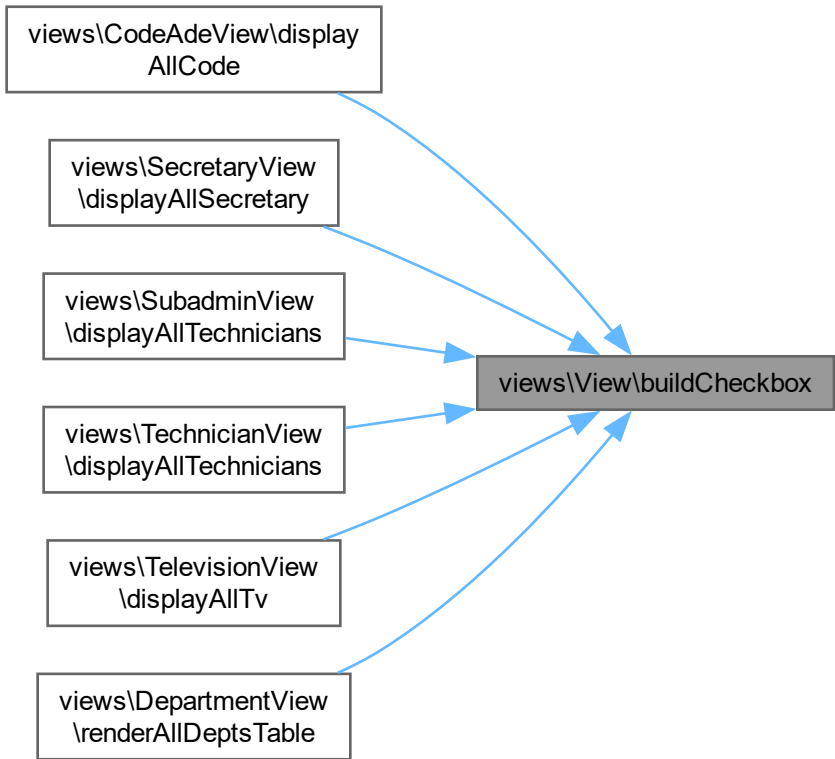 views\CodeAdeView\display
AllCode
views\SecretaryView
\displayAllSecretary
views\SubadminView
\displayAllTechnicians
views\View\buildCheckbox
views\TechnicianView
\displayAllTechnicians
views\TelevisionView
\displayAllTv
views\DepartmentView
\renderAllDeptsTable